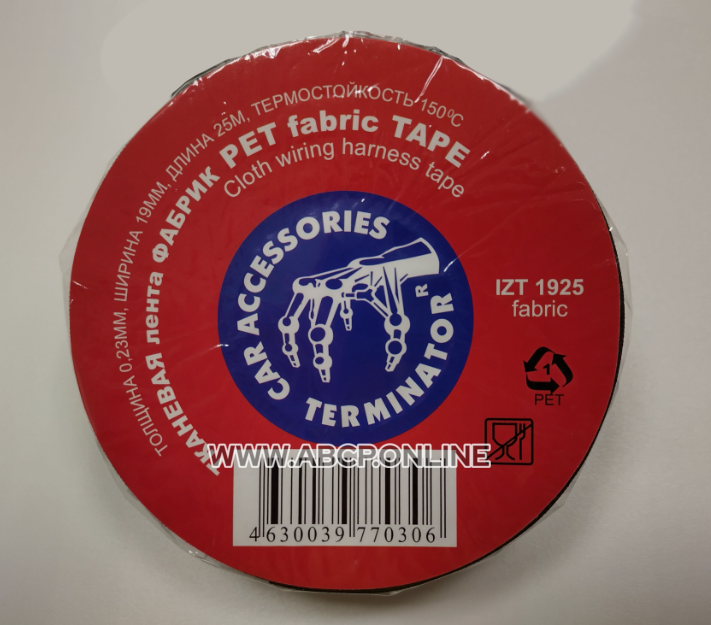 ТОЛЩИНА 0,23ММ, ШИРИНА 19ММ, ДЛИНА 25М, ТЕРМОСТОЙКОСТЬ 150⁰С
ТКАНЕВАЯ лента ФАБРИК PET fabric TAPE
Cloth wiring harness tape
CAR ACCESSORIES
TERMINATOR R
IZT 1925
fabric
1
PET
WWW.ABCP.ONLINE
4 630039 770306